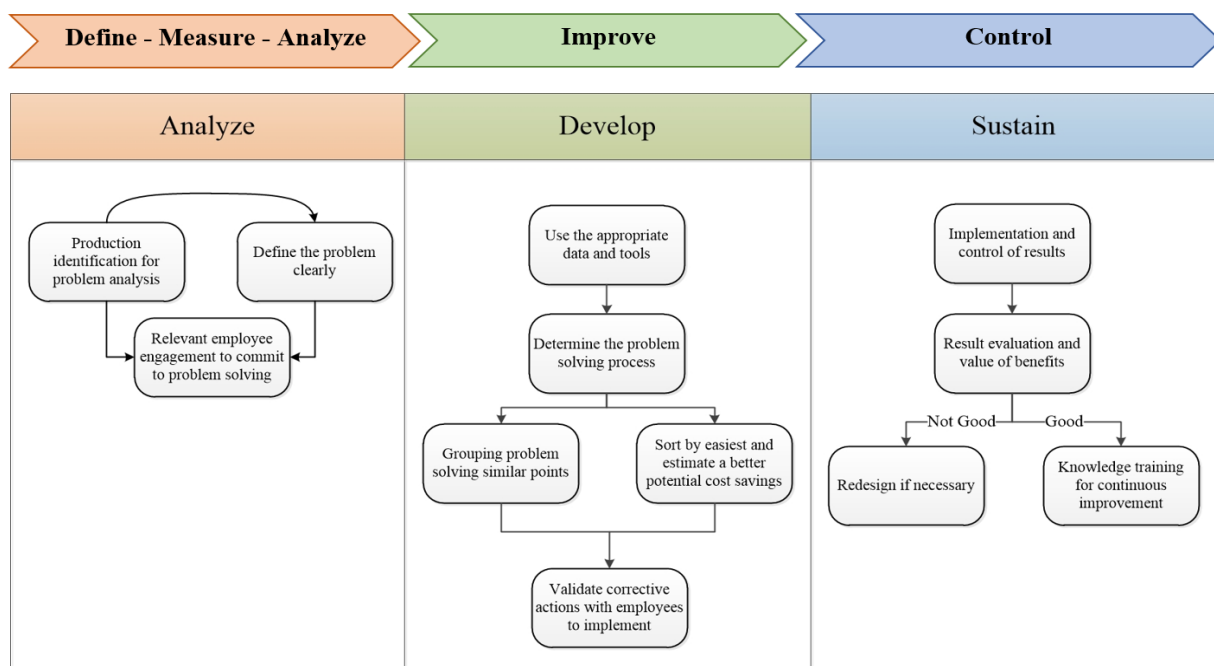 Define - Measure - Analyze
Improve
Control
Analyze
Develop
Sustain
Production
identification for
problem analysis
Define the problem
clearly
Relevant employee
engagement to commit
to problem solving
Use the appropriate
data and tools
Determine the problem
solving process
Grouping problem
solving similar points
Sort by easiest and
estimate a better
potential cost savings
Validate corrective
actions with employees
to implement
Implementation and
control of results
Result evaluation and
value of benefits
Not Good
Good
Redesign if necessary
Knowledge training
for continuous
improvement